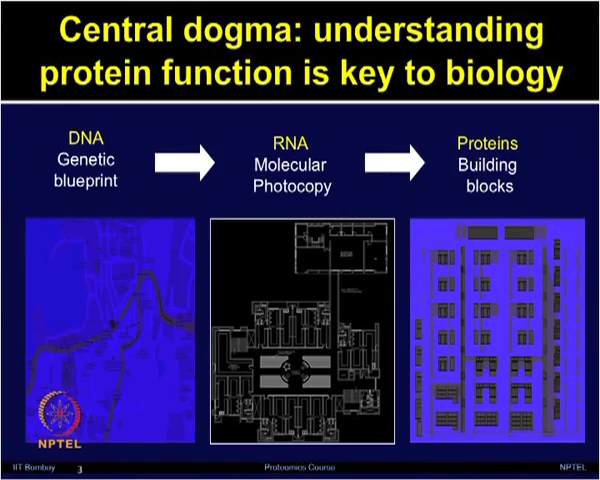 Central dogma: understanding
protein function is key to biology
DNA
Genetic
blueprint
RNA
Molecular
Photocopy
Proteins
Building
blocks
NPTEL
IIT Bombay
3
Proteomics Course
NPTEL